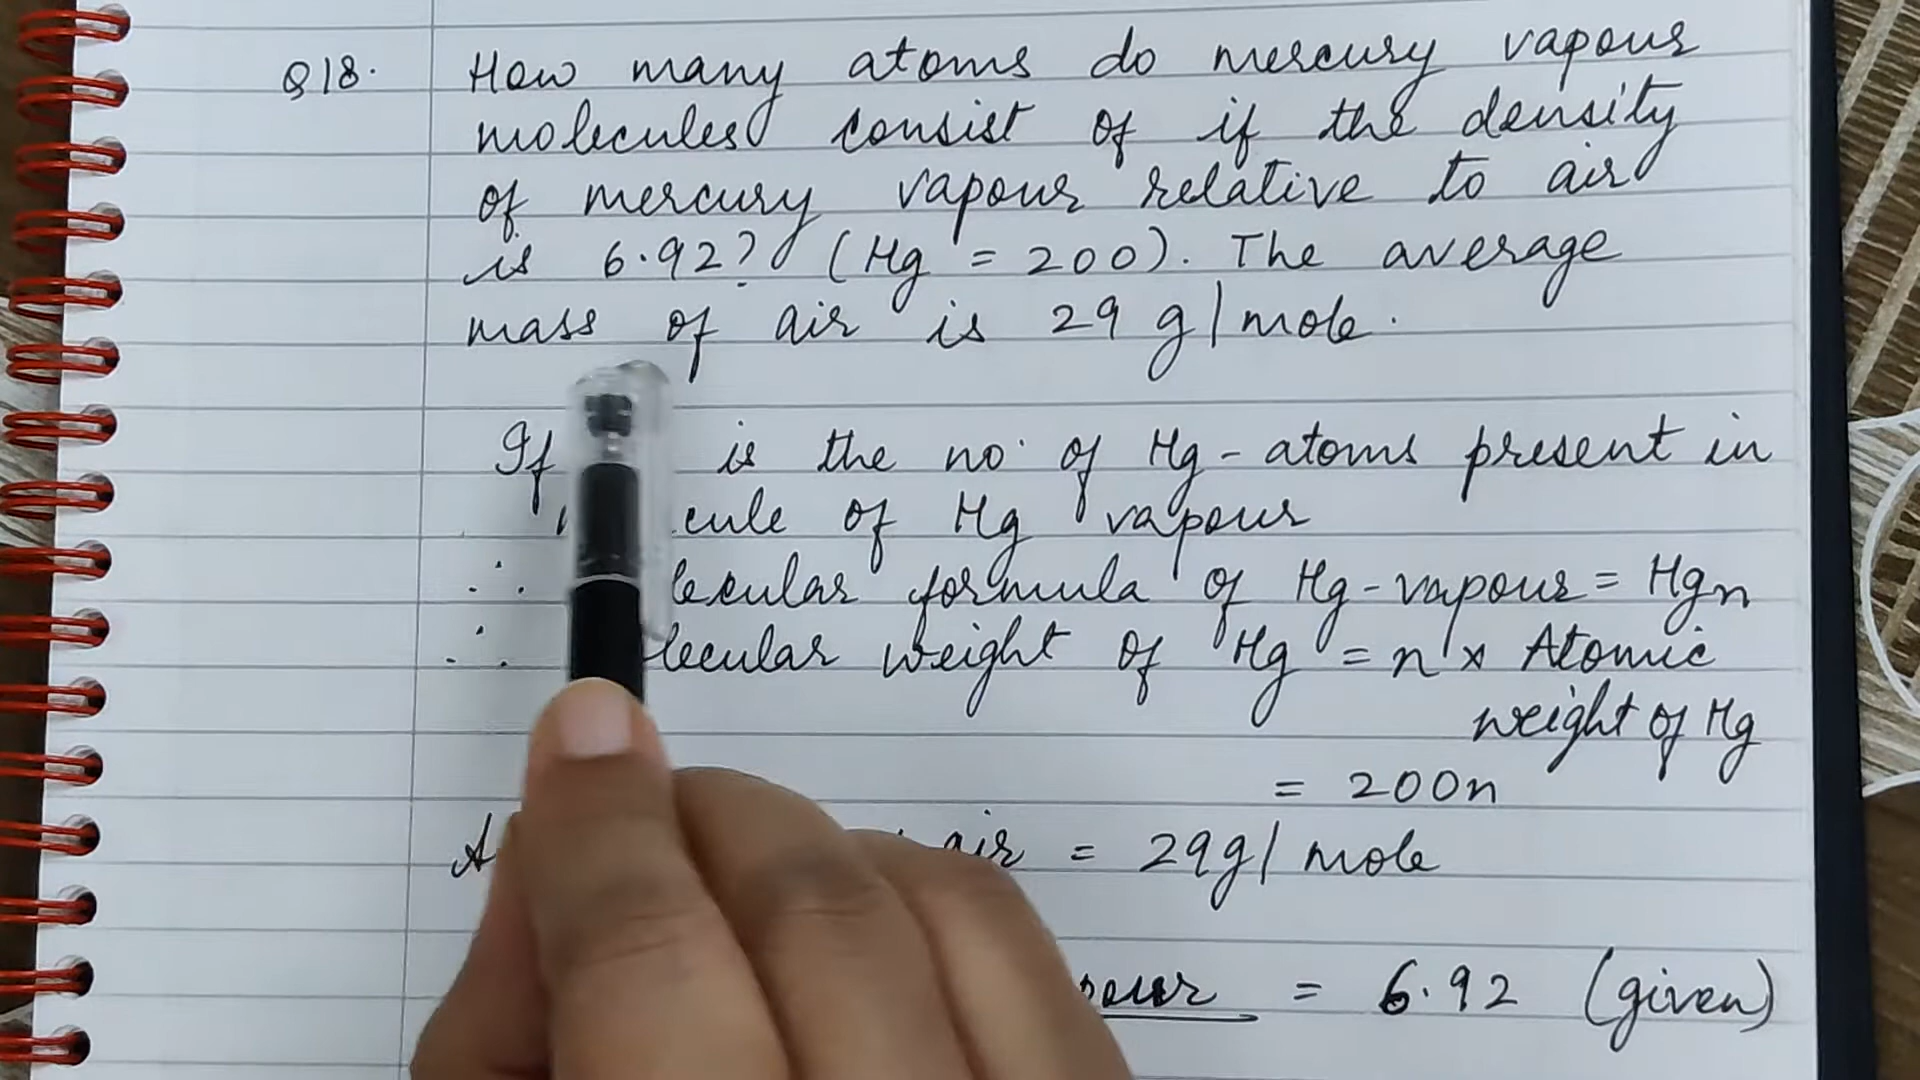 Q18. How many atoms do mercury vapour
molecules consist of if the density
of mercury vapour relative to air
is 6.92? (Hg = 200). The average
mass of air is 29 g/mole.
If is the no. of Hg-atoms present in
cule of Hg vapour
∴ lecular formula of Hg-vapour = Hgn
∴ lecular weight of Hg = n x Atomic
weight of Hg
= 200n
A air = 29g/mole
pour = 6.92 (given)